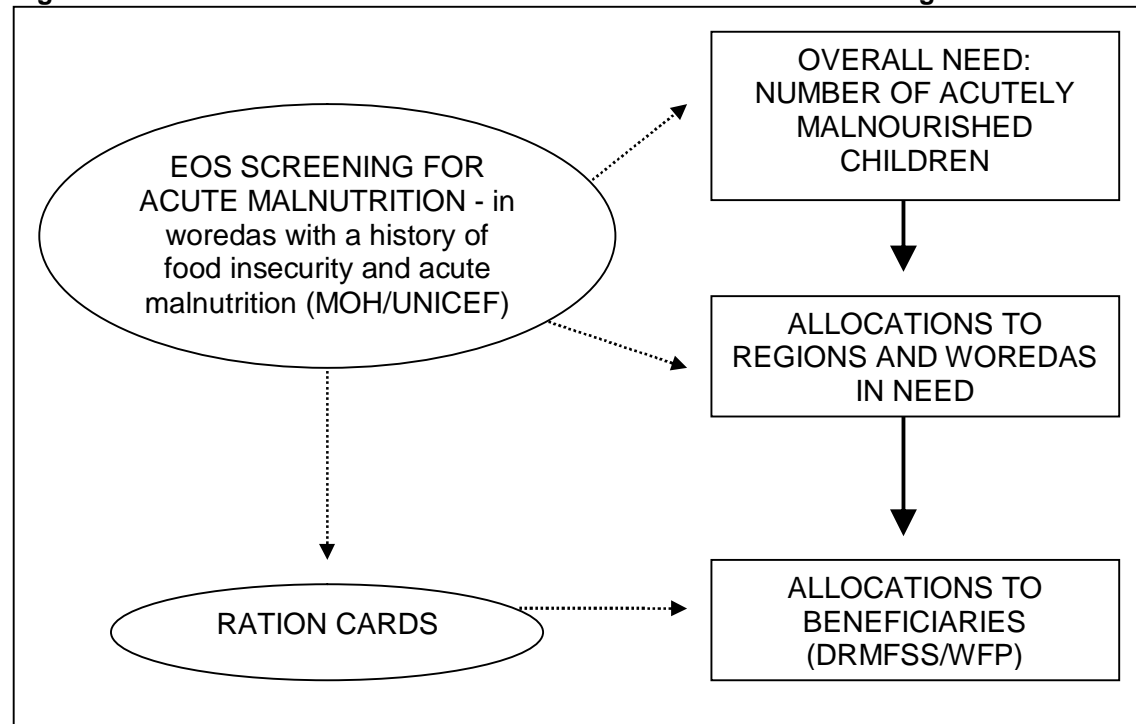 OVERALL NEED:
NUMBER OF ACUTELY
MALNOURISHED
CHILDREN
EOS SCREENING FOR
ACUTE MALNUTRITION - in
woredas with a history of
food insecurity and acute
malnutrition (MOH/UNICEF)
ALLOCATIONS TO
REGIONS AND WOREDAS
IN NEED
RATION CARDS
ALLOCATIONS TO
BENEFICIARIES
(DRMFSS/WFP)